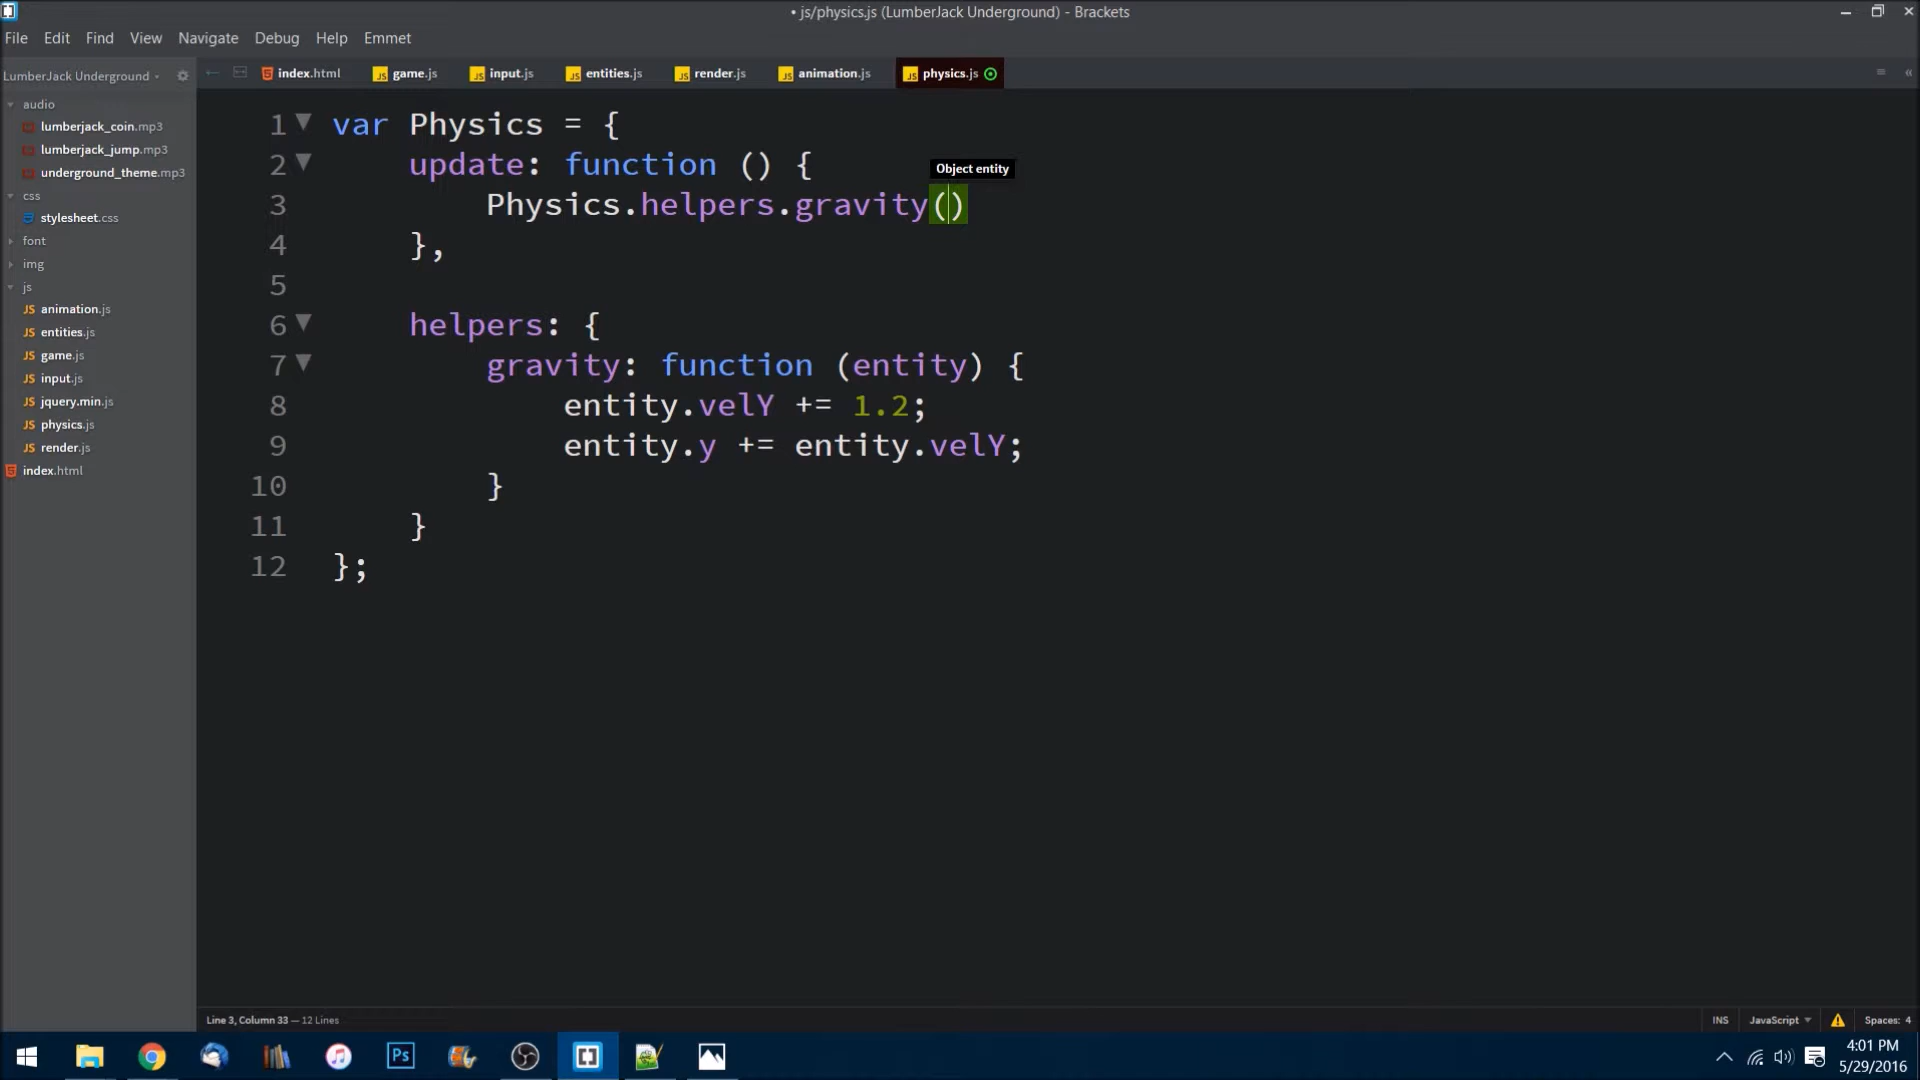 • js/physics.js (LumberJack Underground) - Brackets
File Edit Find View Navigate Debug Help Emmet
LumberJack Underground
index.html game.js input.js entities.js render.js animation.js physics.js
audio
lumberjack_coin.mp3
lumberjack_jump.mp3
underground_theme.mp3
css
stylesheet.css
font
img
js
animation.js
entities.js
game.js
input.js
jquery.min.js
physics.js
render.js
index.html
1 var Physics = {
2 update: function () {
Object entity
3 Physics.helpers.gravity()
4 },
5
6 helpers: {
7 gravity: function (entity) {
8 entity.velY += 1.2;
9 entity.y += entity.velY;
10 }
11 }
12 };
Line 3, Column 33 — 12 Lines
INS JavaScript Spaces: 4
Ps
4:01 PM
5/29/2016